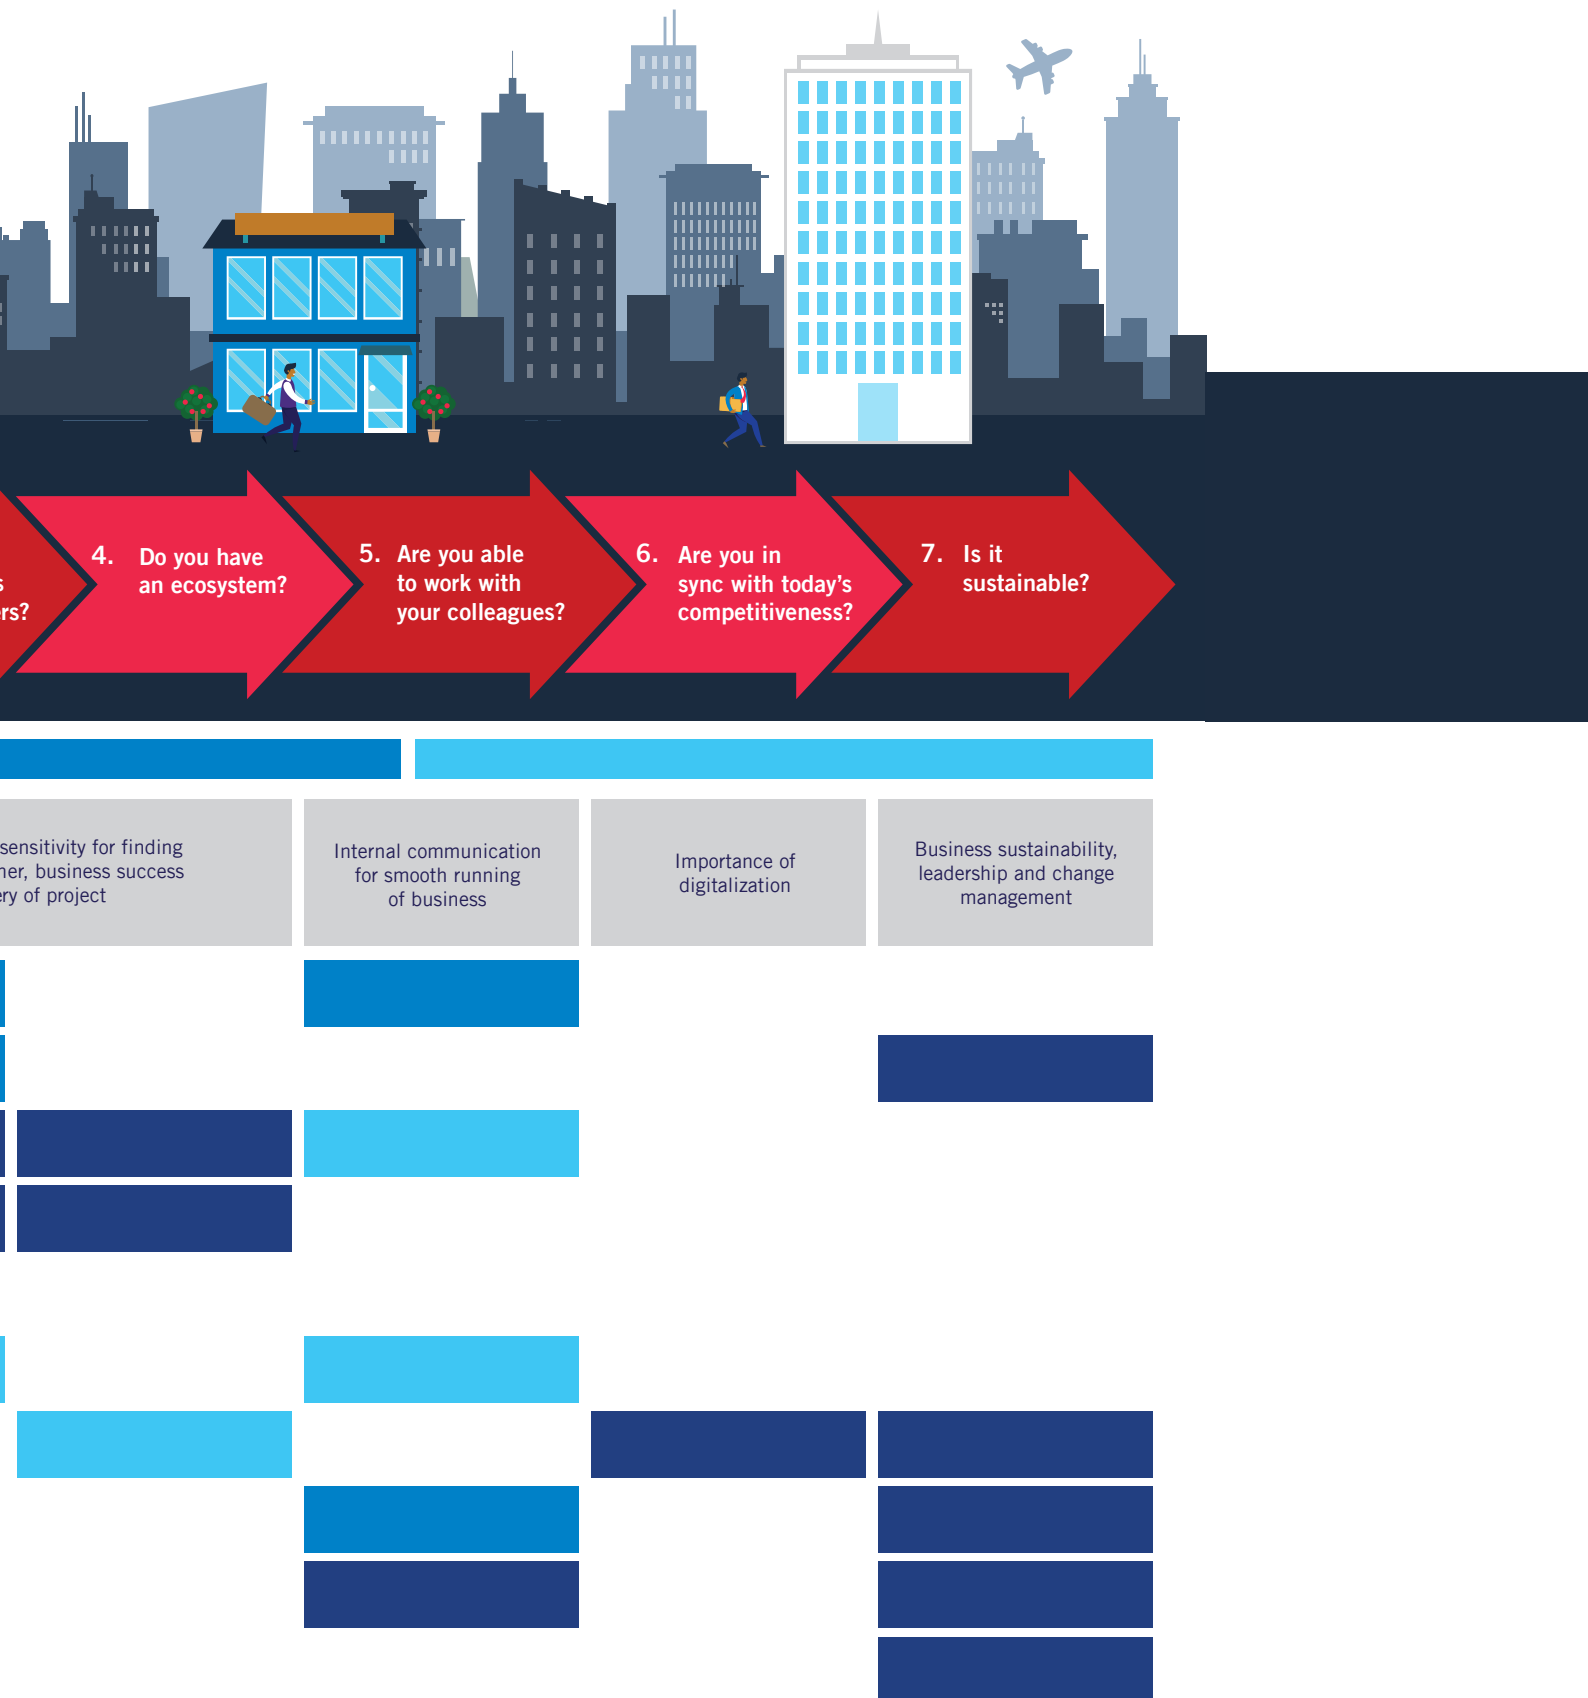 4. Do you have
an ecosystem?
5. Are you able
to work with
your colleagues?
6. Are you in
sync with today's
competitiveness?
7. Is it
sustainable?
sensitivity for finding
business success
of project
Internal communication
for smooth running
of business
Importance of
digitalization
Business sustainability,
leadership and change
management